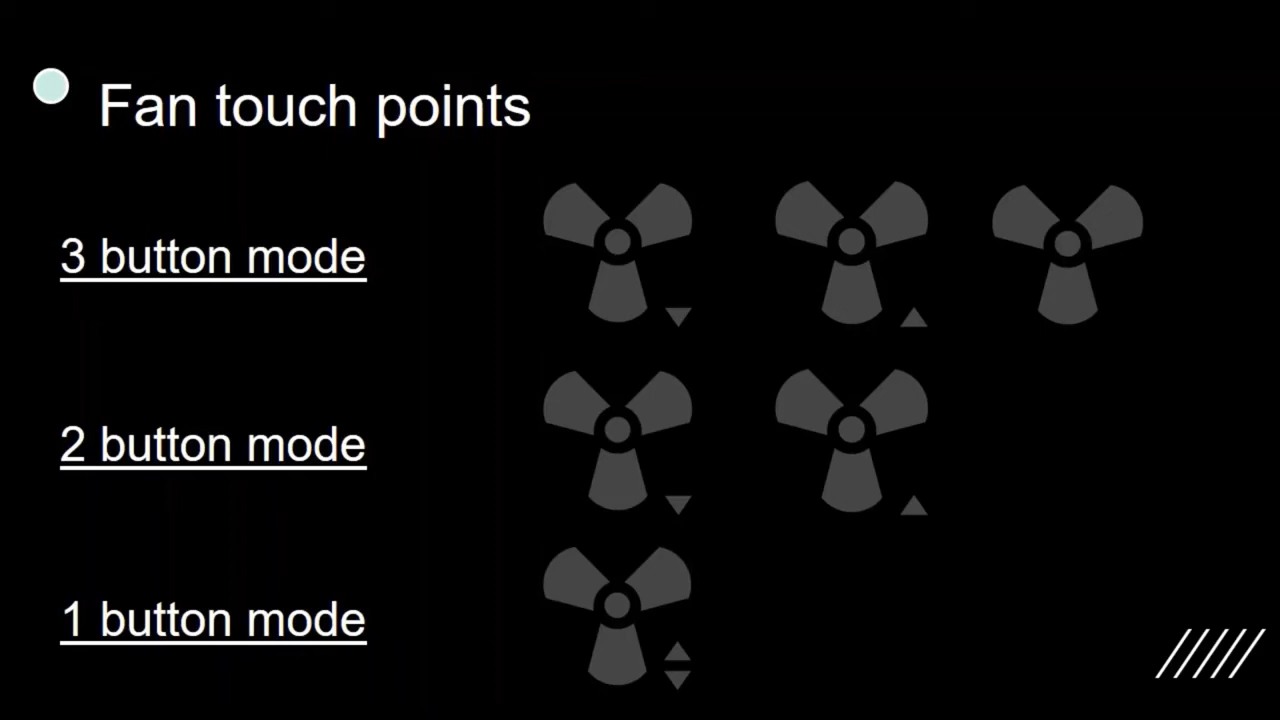 Fan touch points
3 button mode
2 button mode
1 button mode